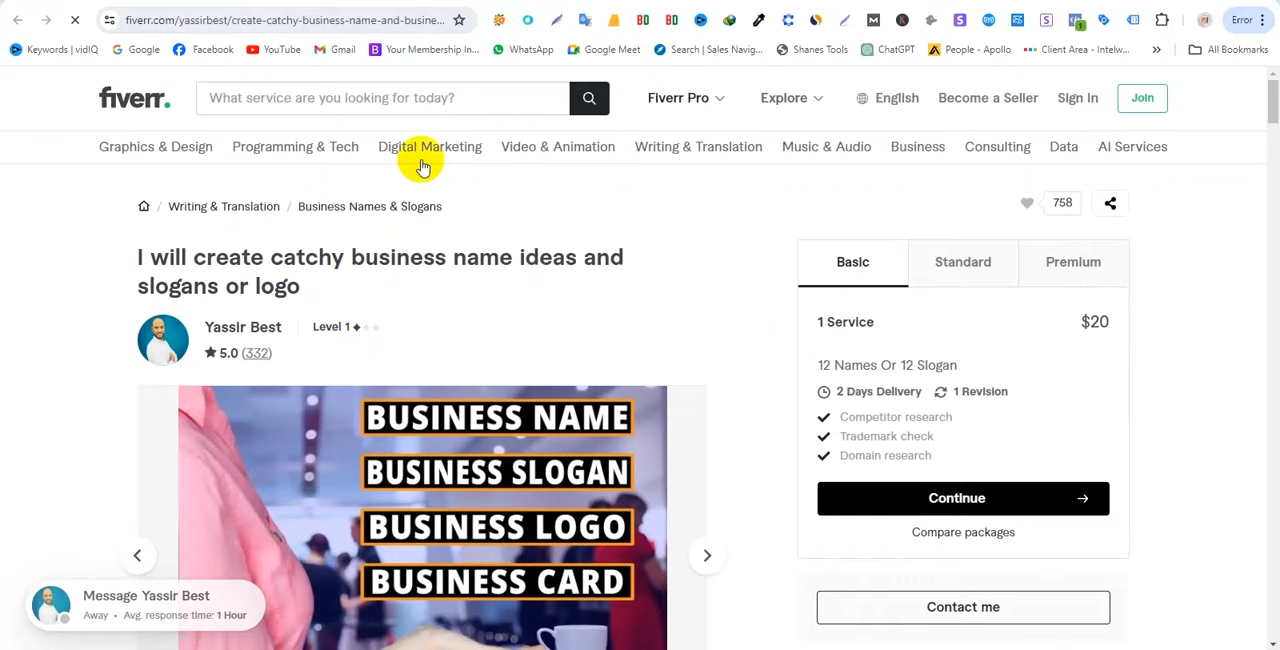 fiverr.com/yassirbest/create-catchy-business-name-and-busine...
Error
Keywords | vidIQ
Google
Facebook
YouTube
Gmail
Your Membership In...
WhatsApp
Google Meet
Search | Sales Navig...
Shanes Tools
ChatGPT
People - Apollo
Client Area - Intelw...
All Bookmarks
fiverr.
What service are you looking for today?
Fiverr Pro
Explore
English
Become a Seller
Sign In
Join
Graphics & Design
Programming & Tech
Digital Marketing
Video & Animation
Writing & Translation
Music & Audio
Business
Consulting
Data
AI Services
/ Writing & Translation / Business Names & Slogans
758
I will create catchy business name ideas and
slogans or logo
Yassir Best
Level 1
5.0 (332)
BUSINESS NAME
BUSINESS SLOGAN
BUSINESS LOGO
BUSINESS CARD
Message Yassir Best
Away • Avg. response time: 1 Hour
Basic
Standard
Premium
1 Service
$20
12 Names Or 12 Slogan
2 Days Delivery
1 Revision
Competitor research
Trademark check
Domain research
Continue
Compare packages
Contact me